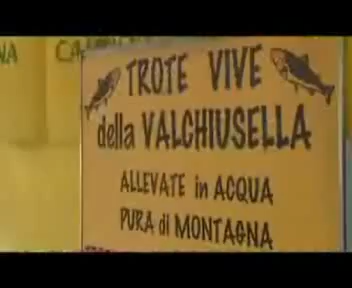 TROTE VIVE
della VALCHIUSELLA
ALLEVATE in ACQUA
PURA di MONTAGNA